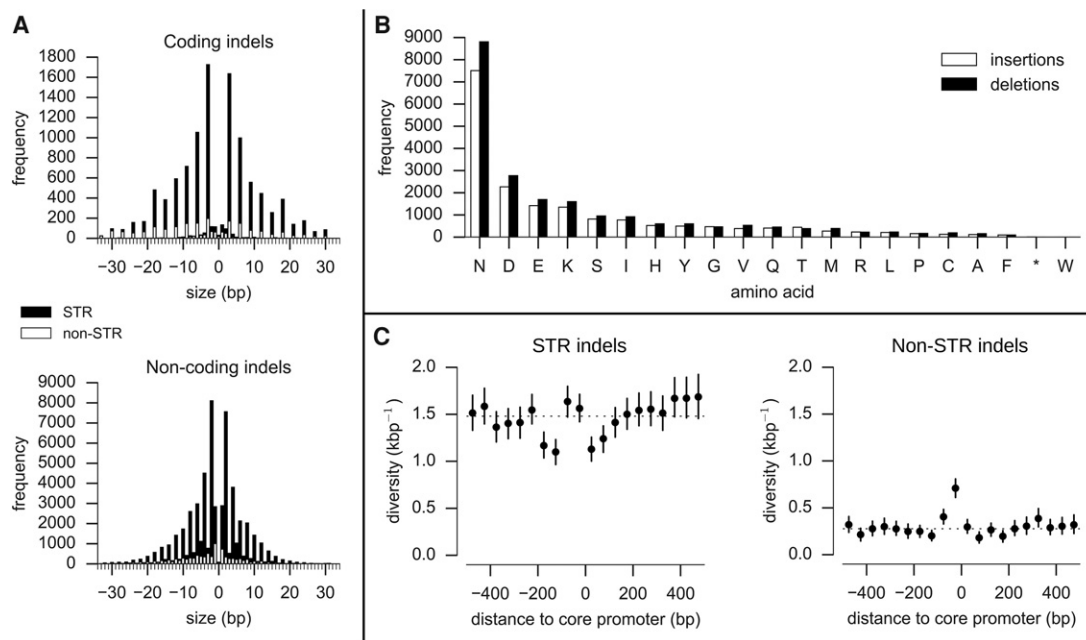 A
Coding indels
1800
1600
1400
1200
1000
800
600
400
200
0
frequency
−30 −20 −10 0 10 20 30
size (bp)
STR
non-STR
Non-coding indels
9000
8000
7000
6000
5000
4000
3000
2000
1000
0
frequency
−30 −20 −10 0 10 20 30
size (bp)
B
9000
8000
7000
6000
5000
4000
3000
2000
1000
0
frequency
insertions
deletions
N D E K S I H Y G V Q T M R L P C A F * W
amino acid
C
STR indels
2.0
1.5
1.0
0.5
0.0
diversity (kbp⁻¹)
−400 −200 0 200 400
distance to core promoter (bp)
Non-STR indels
2.0
1.5
1.0
0.5
0.0
diversity (kbp⁻¹)
−400 −200 0 200 400
distance to core promoter (bp)